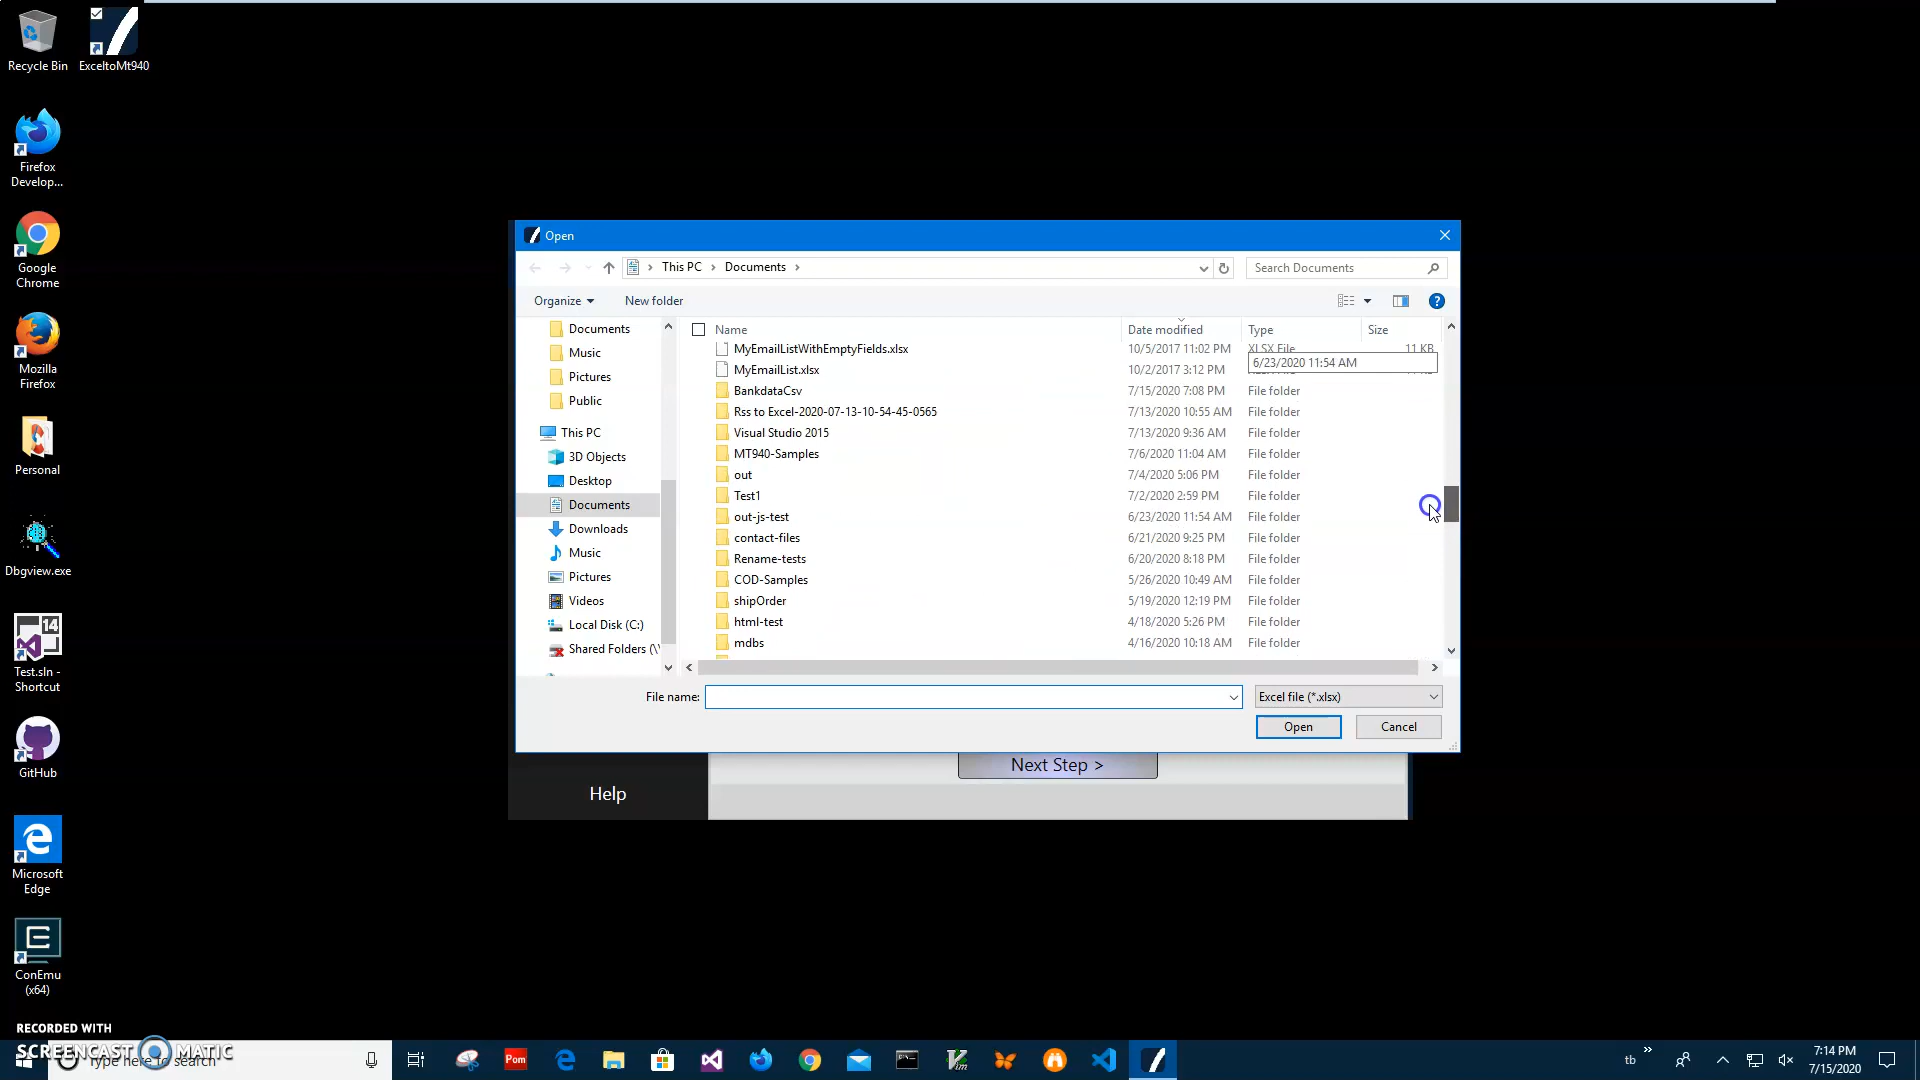 Recycle Bin
ExceltoMt940
Firefox
Develop...
Google
Chrome
Mozilla
Firefox
Personal
Dbgview.exe
14
Test.sln -
Shortcut
GitHub
Microsoft
Edge
ConEmu
(x64)
Open
This PC
Documents
Search Documents
Organize
New folder
Documents
Music
Pictures
Public
This PC
3D Objects
Desktop
Documents
Downloads
Music
Pictures
Videos
Local Disk (C:)
Shared Folders (\\
Name Date modified Type Size
MyEmailListWithEmptyFields.xlsx 10/5/2017 11:02 PM XLSX File 11 KB
6/23/2020 11:54 AM
MyEmailList.xlsx 10/2/2017 3:12 PM
BankdataCsv 7/15/2020 7:08 PM File folder
Rss to Excel-2020-07-13-10-54-45-0565 7/13/2020 10:55 AM File folder
Visual Studio 2015 7/13/2020 9:36 AM File folder
MT940-Samples 7/6/2020 11:04 AM File folder
out 7/4/2020 5:06 PM File folder
Test1 7/2/2020 2:59 PM File folder
out-js-test 6/23/2020 11:54 AM File folder
contact-files 6/21/2020 9:25 PM File folder
Rename-tests 6/20/2020 8:18 PM File folder
COD-Samples 5/26/2020 10:49 AM File folder
shipOrder 5/19/2020 12:19 PM File folder
html-test 4/18/2020 5:26 PM File folder
mdbs 4/16/2020 10:18 AM File folder
File name:
Excel file (*.xlsx)
Open
Cancel
Next Step >
Help
RECORDED WITH
SCREENCAST MATIC
Type here to search
Pom
Vim
tb
7:14 PM
7/15/2020